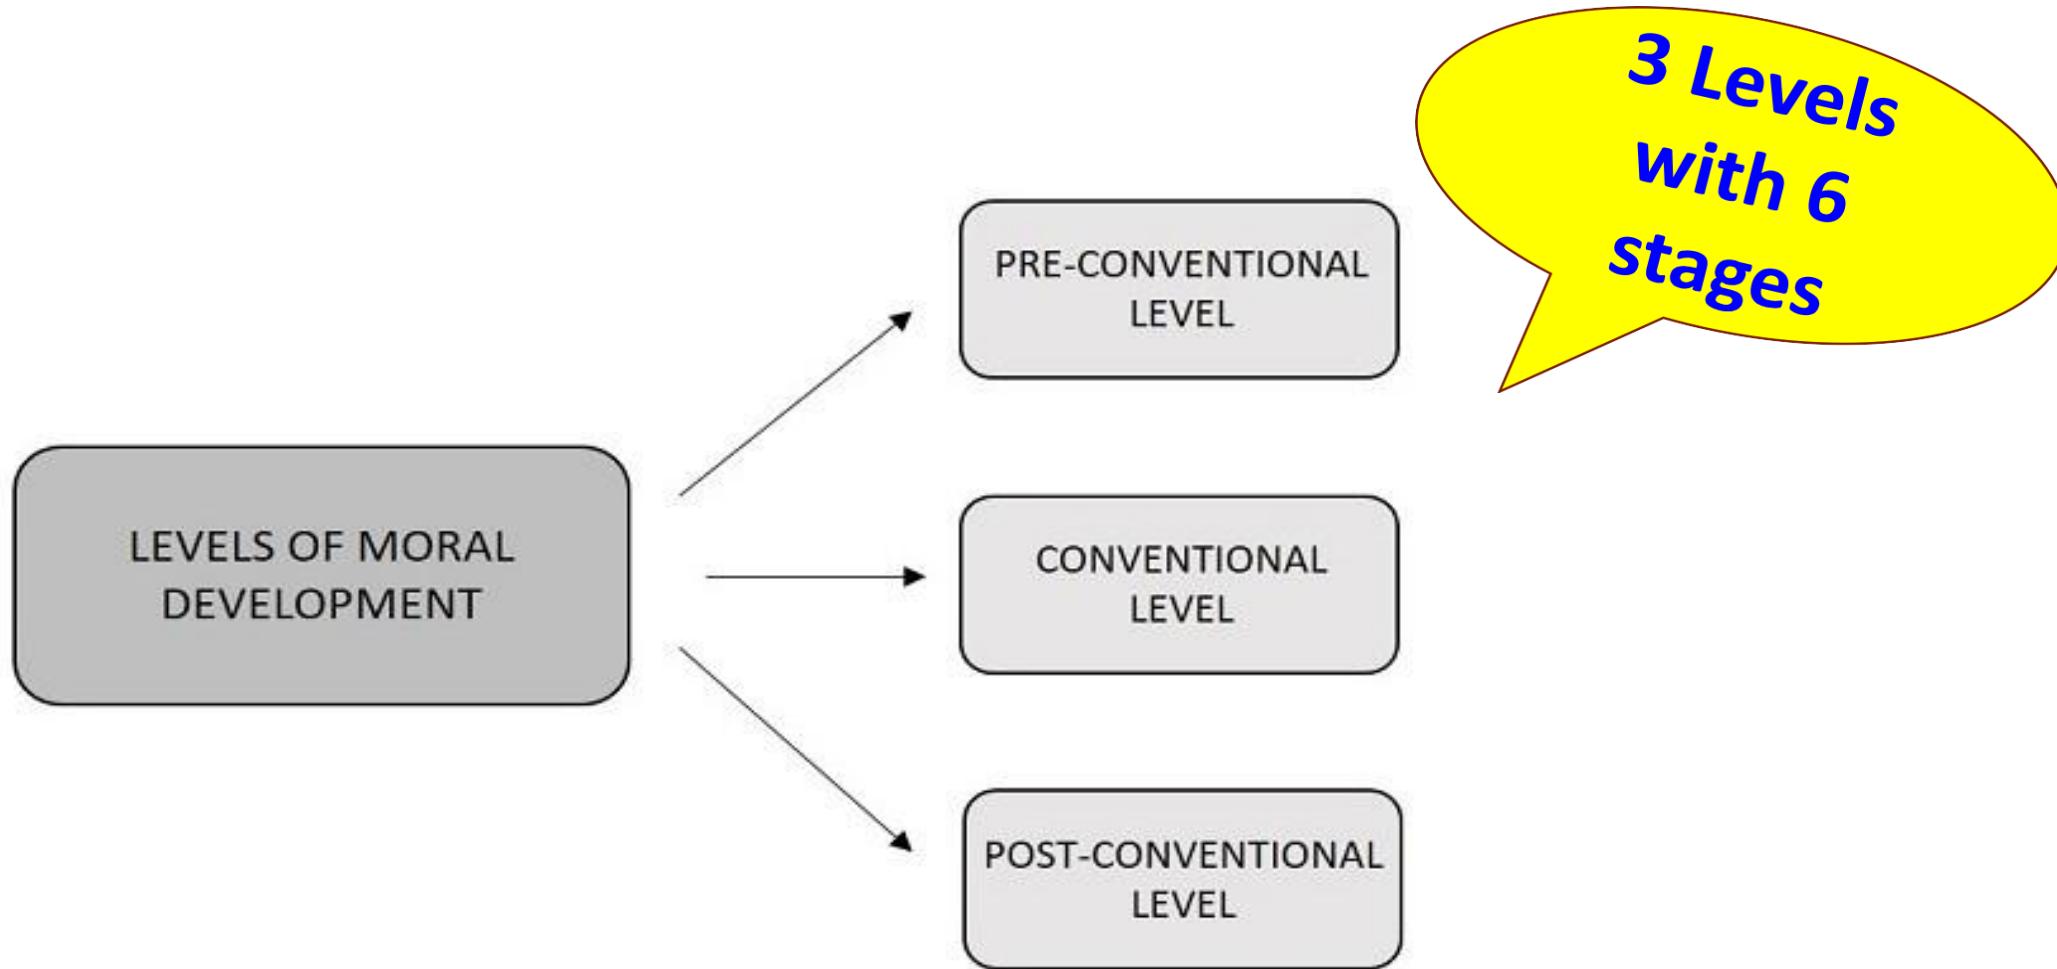 3 Levels
with 6
stages
PRE-CONVENTIONAL
LEVEL
LEVELS OF MORAL
DEVELOPMENT
CONVENTIONAL
LEVEL
POST-CONVENTIONAL
LEVEL